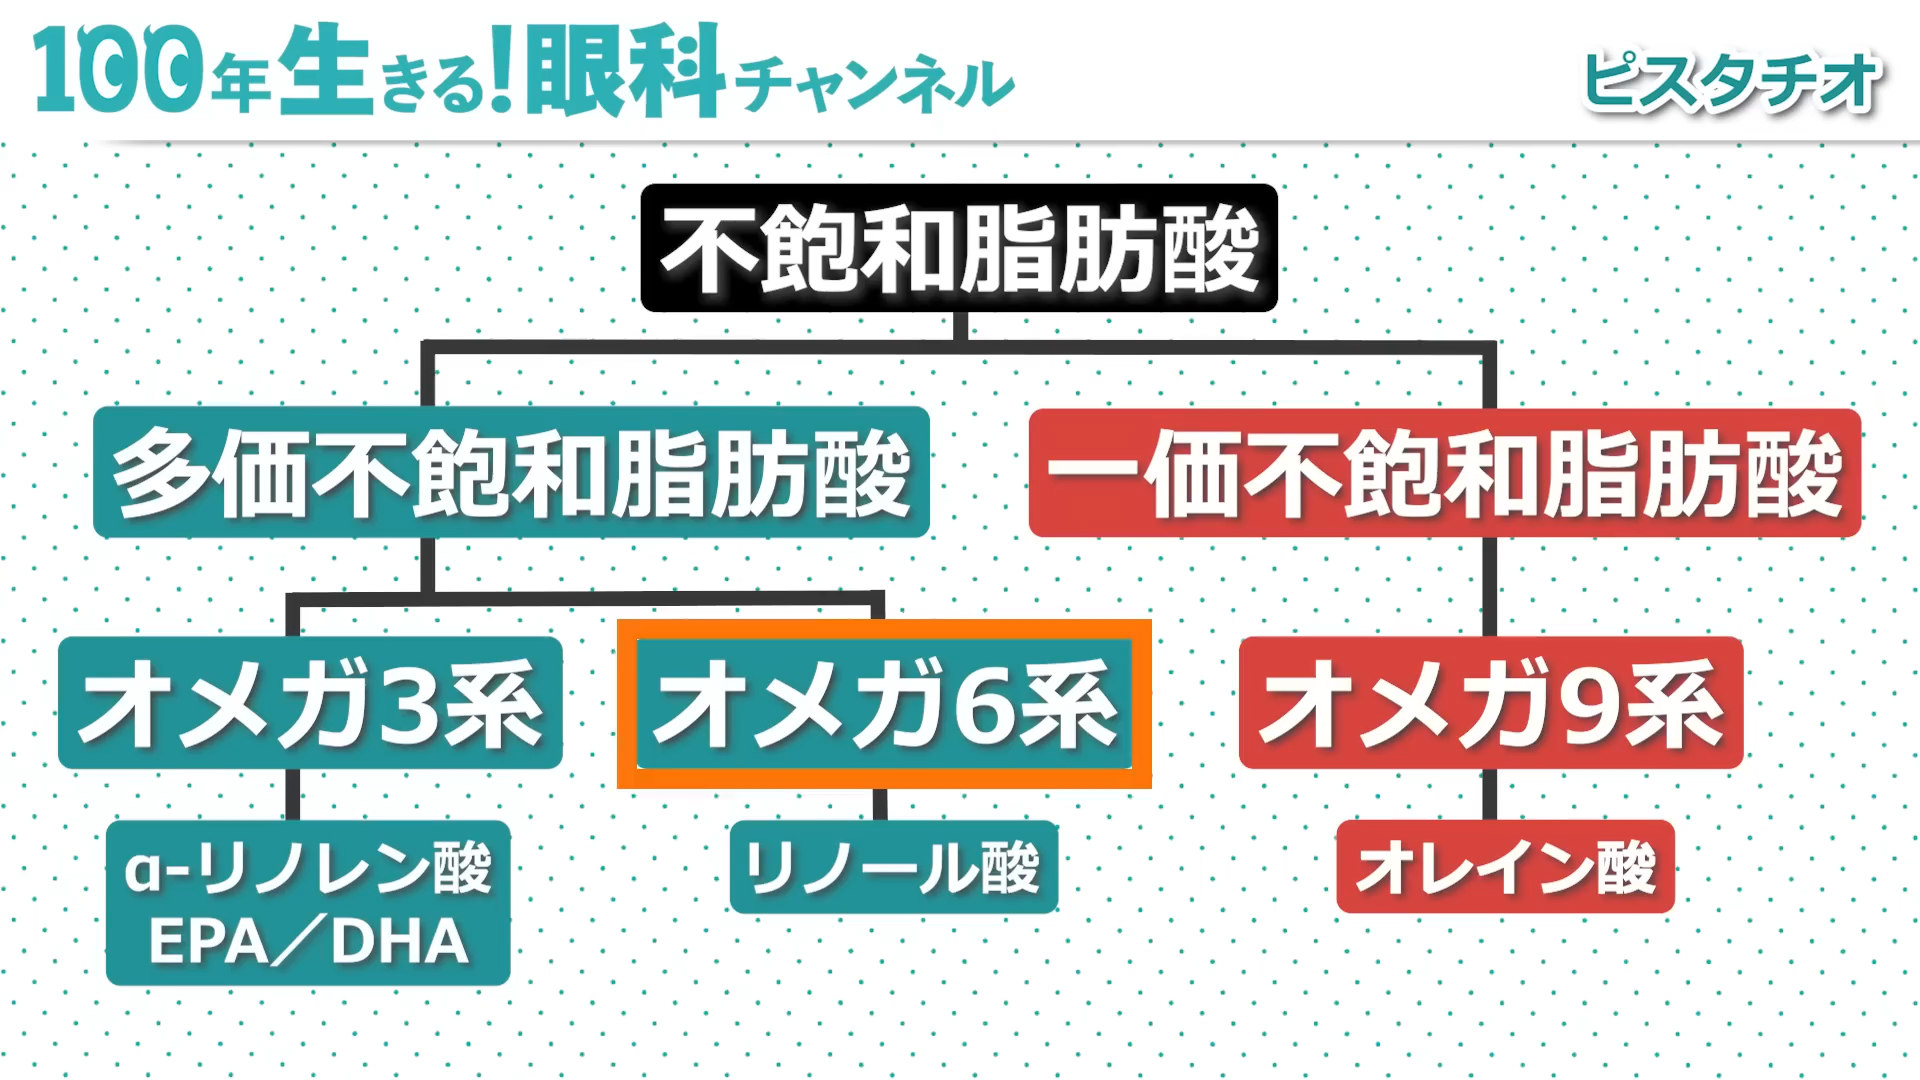 100年生きる!眼科チャンネル
ピスタチオ
不飽和脂肪酸
多価不飽和脂肪酸
一価不飽和脂肪酸
オメガ3系
オメガ6系
オメガ9系
α-リノレン酸
EPA／DHA
リノール酸
オレイン酸